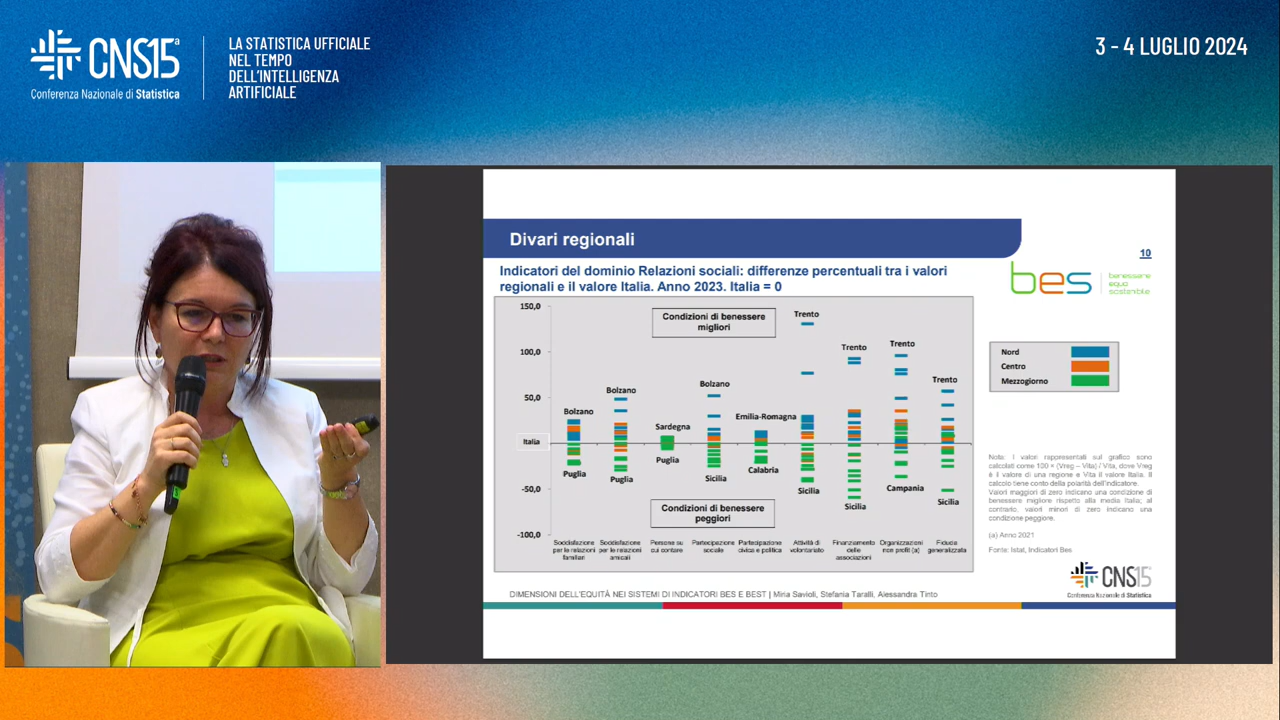 CNS15ª
Conferenza Nazionale di Statistica
LA STATISTICA UFFICIALE
NEL TEMPO
DELL'INTELLIGENZA
ARTIFICIALE
3 - 4 LUGLIO 2024
Divari regionali
10
Indicatori del dominio Relazioni sociali: differenze percentuali tra i valori
regionali e il valore Italia. Anno 2023. Italia = 0
bes
benessere
equo
sostenibile
150,0
100,0
50,0
Italia
-50,0
-100,0
Condizioni di benessere
migliori
Condizioni di benessere
peggiori
Bolzano
Puglia
Bolzano
Puglia
Sardegna
Puglia
Bolzano
Sicilia
Emilia-Romagna
Calabria
Trento
Sicilia
Trento
Sicilia
Trento
Campania
Trento
Sicilia
Soddisfazione
per le relazioni
familiari
Soddisfazione
per le relazioni
amicali
Persone su
cui contare
Partecipazione
sociale
Partecipazione
civica e politica
Attività di
volontariato
Finanziamento
delle
associazioni
Organizzazioni
non profit (a)
Fiducia
generalizzata
Nord
Centro
Mezzogiorno
Nota: I valori rappresentati sul grafico sono
calcolati come 100 × (Vreg – Vita) / Vita, dove Vreg
è il valore di una regione e Vita il valore Italia. Il
calcolo tiene conto della polarità dell'indicatore.
Valori maggiori di zero indicano una condizione di
benessere migliore rispetto alla media Italia; al
contrario, valori minori di zero indicano una
condizione peggiore.
(a) Anno 2021
Fonte: Istat, Indicatori Bes
CNS15ª
Conferenza Nazionale di Statistica
DIMENSIONI DELL'EQUITÀ NEI SISTEMI DI INDICATORI BES E BEST | Miria Savioli, Stefania Taralli, Alessandra Tinto